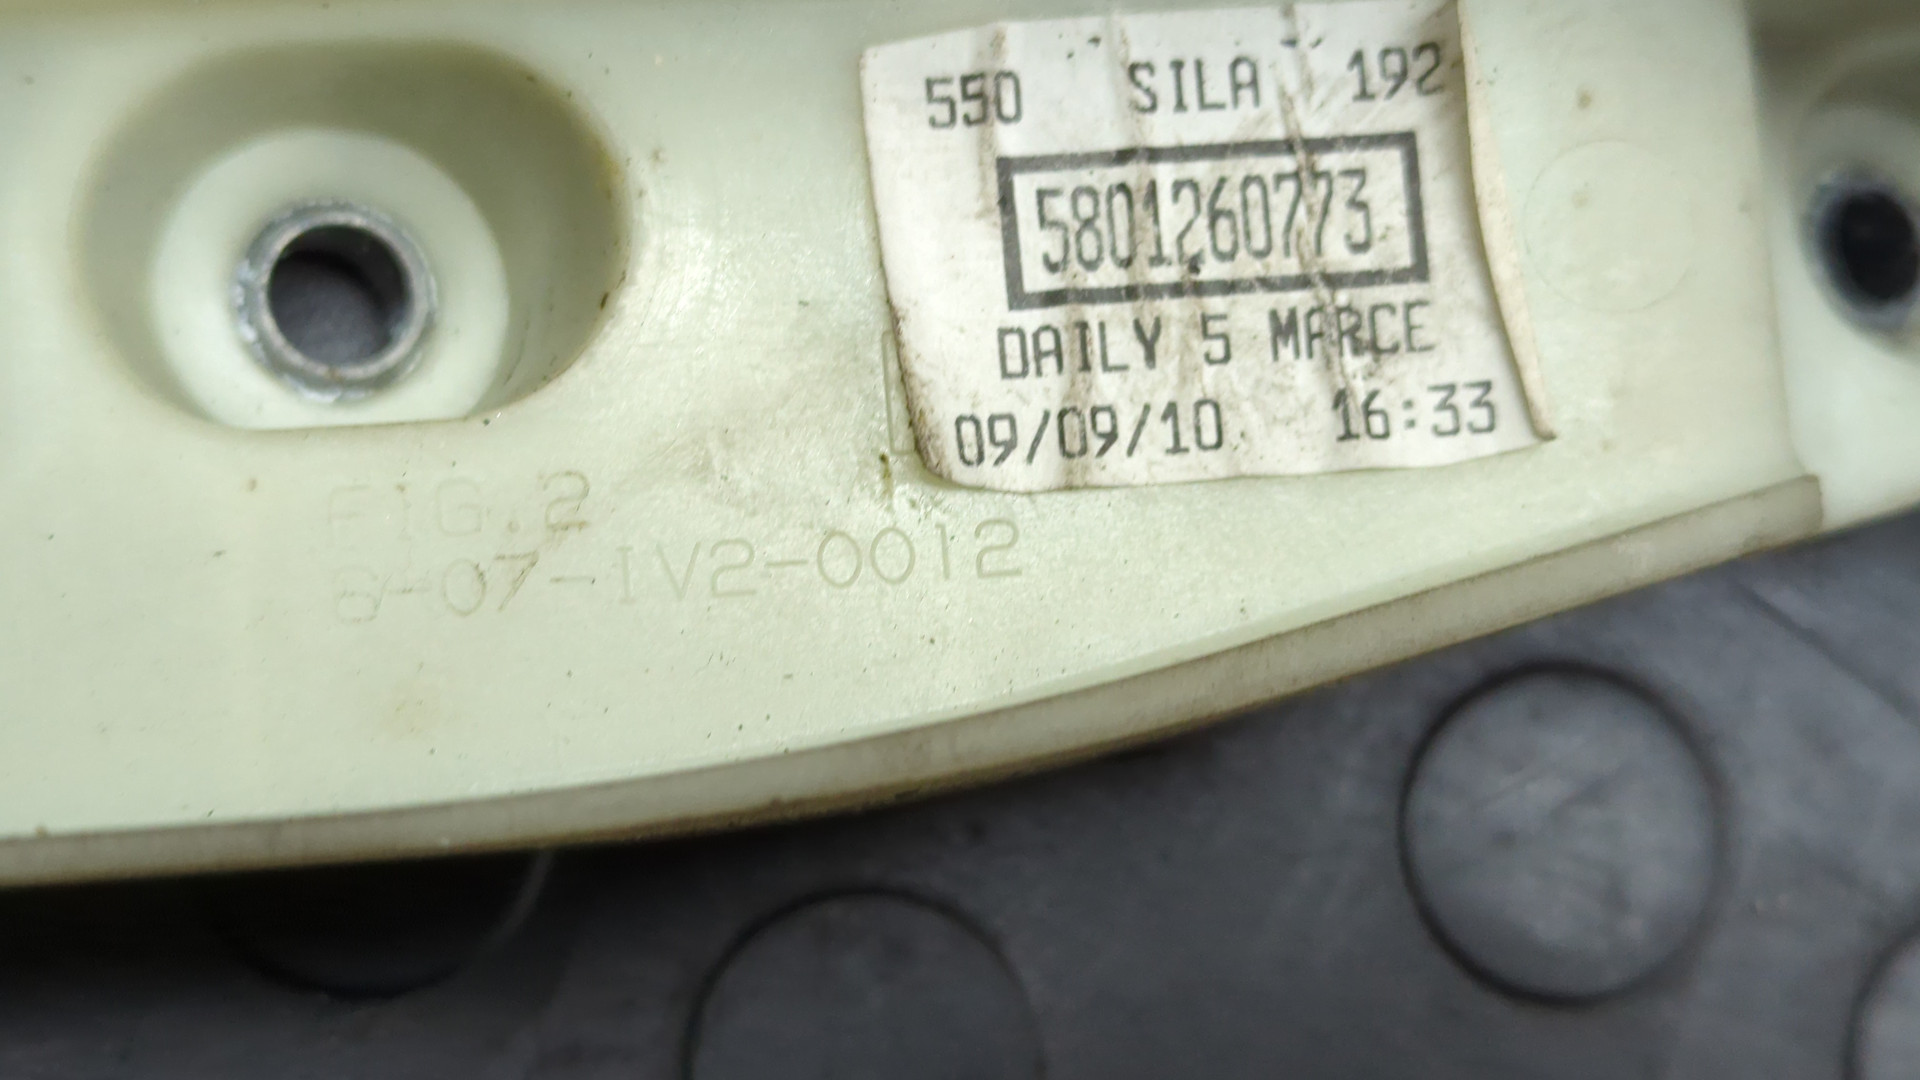 550 SILA 192
5801260773
DAILY 5 MARCE
09/09/10 16:33
FIG.2
6-07-IV2-0012